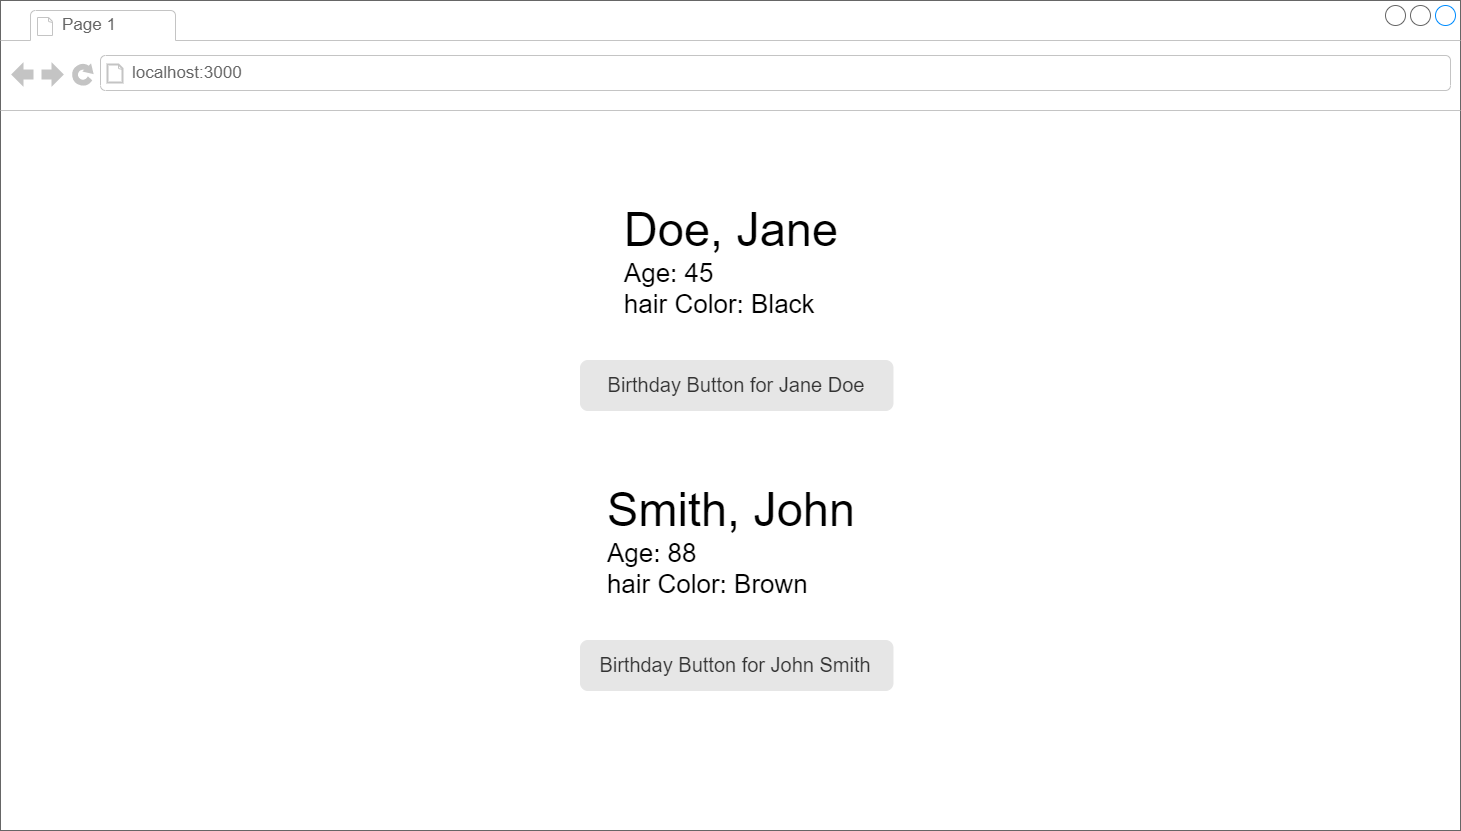 Page 1
localhost:3000
Doe, Jane
Age: 45
hair Color: Black
Birthday Button for Jane Doe
Smith, John
Age: 88
hair Color: Brown
Birthday Button for John Smith